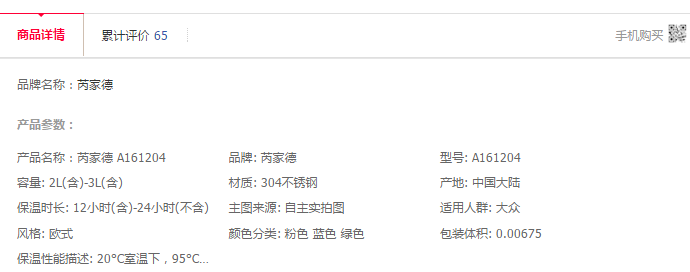 商品详情 累计评价 65 手机购买
品牌名称：芮家德
产品参数：
产品名称：芮家德 A161204 品牌: 芮家德 型号: A161204
容量: 2L(含)-3L(含) 材质: 304不锈钢 产地: 中国大陆
保温时长: 12小时(含)-24小时(不含) 主图来源: 自主实拍图 适用人群: 大众
风格: 欧式 颜色分类: 粉色 蓝色 绿色 包装体积: 0.00675
保温性能描述: 20°C室温下，95°C...